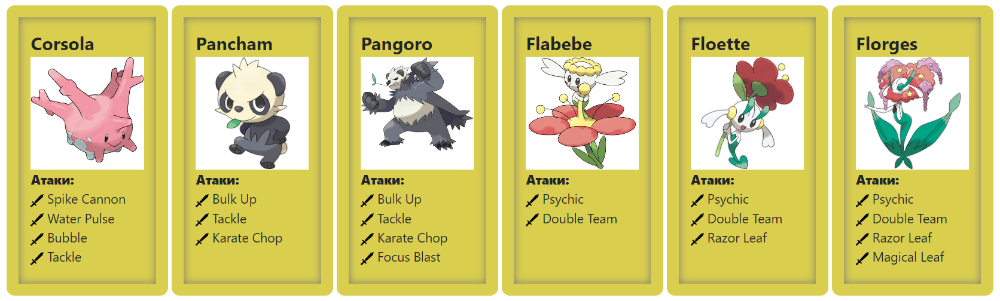 Corsola
Атаки:
Spike Cannon
Water Pulse
Bubble
Tackle
Pancham
Атаки:
Bulk Up
Tackle
Karate Chop
Pangoro
Атаки:
Bulk Up
Tackle
Karate Chop
Focus Blast
Flabebe
Атаки:
Psychic
Double Team
Floette
Атаки:
Psychic
Double Team
Razor Leaf
Florges
Атаки:
Psychic
Double Team
Razor Leaf
Magical Leaf